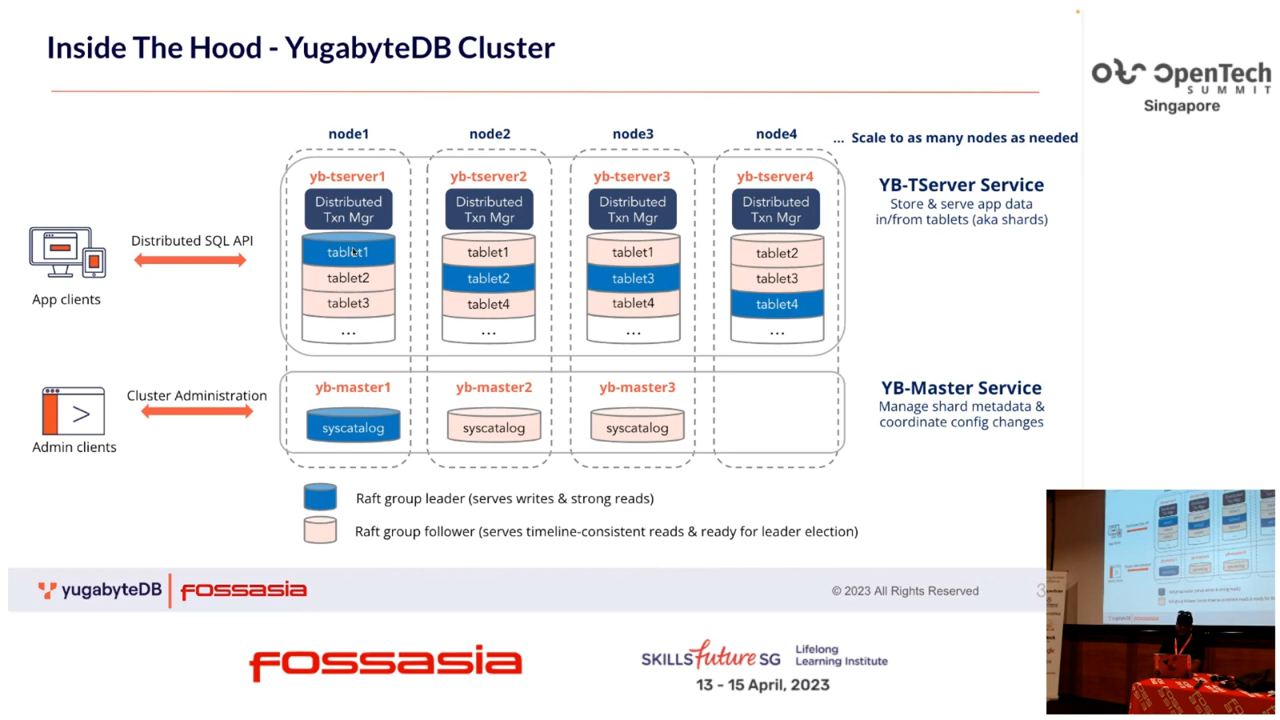 Inside The Hood - YugabyteDB Cluster
OpenTech
SUMMIT
Singapore
node1
node2
node3
node4
... Scale to as many nodes as needed
yb-tserver1
yb-tserver2
yb-tserver3
yb-tserver4
Distributed
Txn Mgr
Distributed
Txn Mgr
Distributed
Txn Mgr
Distributed
Txn Mgr
YB-TServer Service
Store & serve app data
in/from tablets (aka shards)
Distributed SQL API
App clients
tablet1
tablet2
tablet3
...
tablet1
tablet2
tablet4
...
tablet1
tablet3
tablet4
...
tablet2
tablet3
tablet4
...
Cluster Administration
Admin clients
yb-master1
yb-master2
yb-master3
syscatalog
syscatalog
syscatalog
YB-Master Service
Manage shard metadata &
coordinate config changes
Raft group leader (serves writes & strong reads)
Raft group follower (serves timeline-consistent reads & ready for leader election)
yugabyteDB
FOSSASIA
© 2023 All Rights Reserved
3
FOSSASIA
SKILLS future SG
Lifelong
Learning Institute
13 - 15 April, 2023